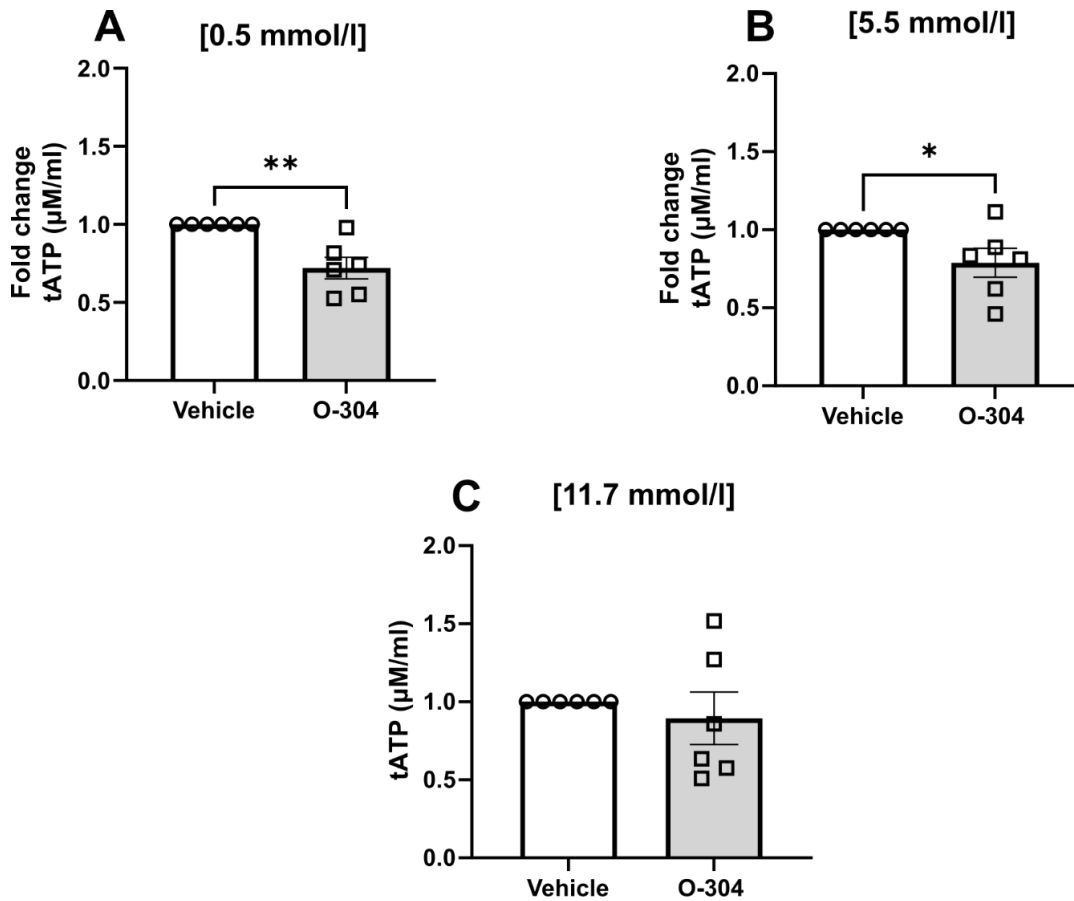 A
[0.5 mmol/l]
Fold change
tATP (µM/ml)
2.0
1.5
1.0
0.5
0.0
**
Vehicle
O-304
B
[5.5 mmol/l]
Fold change
tATP (µM/ml)
2.0
1.5
1.0
0.5
0.0
*
Vehicle
O-304
C
[11.7 mmol/l]
tATP (µM/ml)
2.0
1.5
1.0
0.5
0.0
Vehicle
O-304